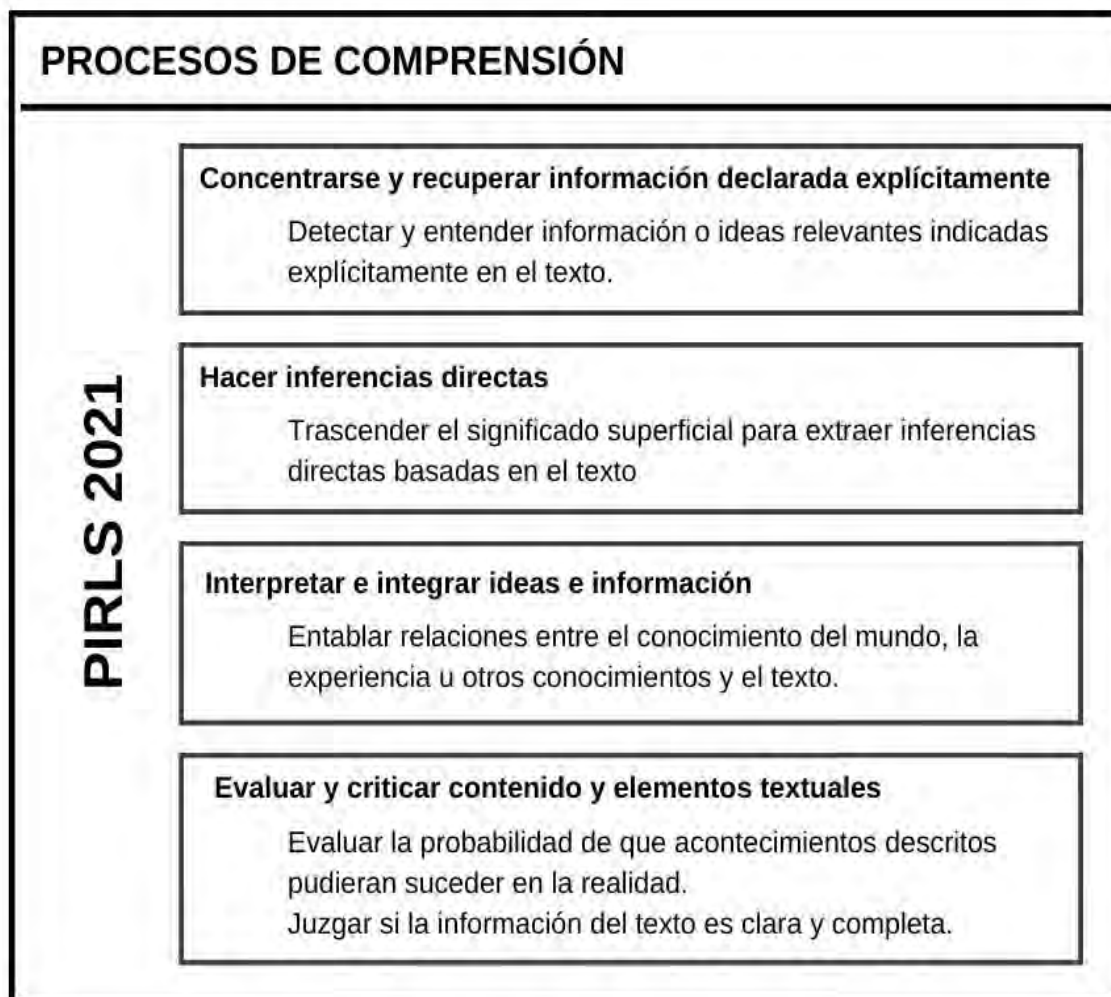 PROCESOS DE COMPRENSIÓN
PIRLS 2021
Concentrarse y recuperar información declarada explícitamente
Detectar y entender información o ideas relevantes indicadas
explícitamente en el texto.
Hacer inferencias directas
Trascender el significado superficial para extraer inferencias
directas basadas en el texto
Interpretar e integrar ideas e información
Entablar relaciones entre el conocimiento del mundo, la
experiencia u otros conocimientos y el texto.
Evaluar y criticar contenido y elementos textuales
Evaluar la probabilidad de que acontecimientos descritos
pudieran suceder en la realidad.
Juzgar si la información del texto es clara y completa.